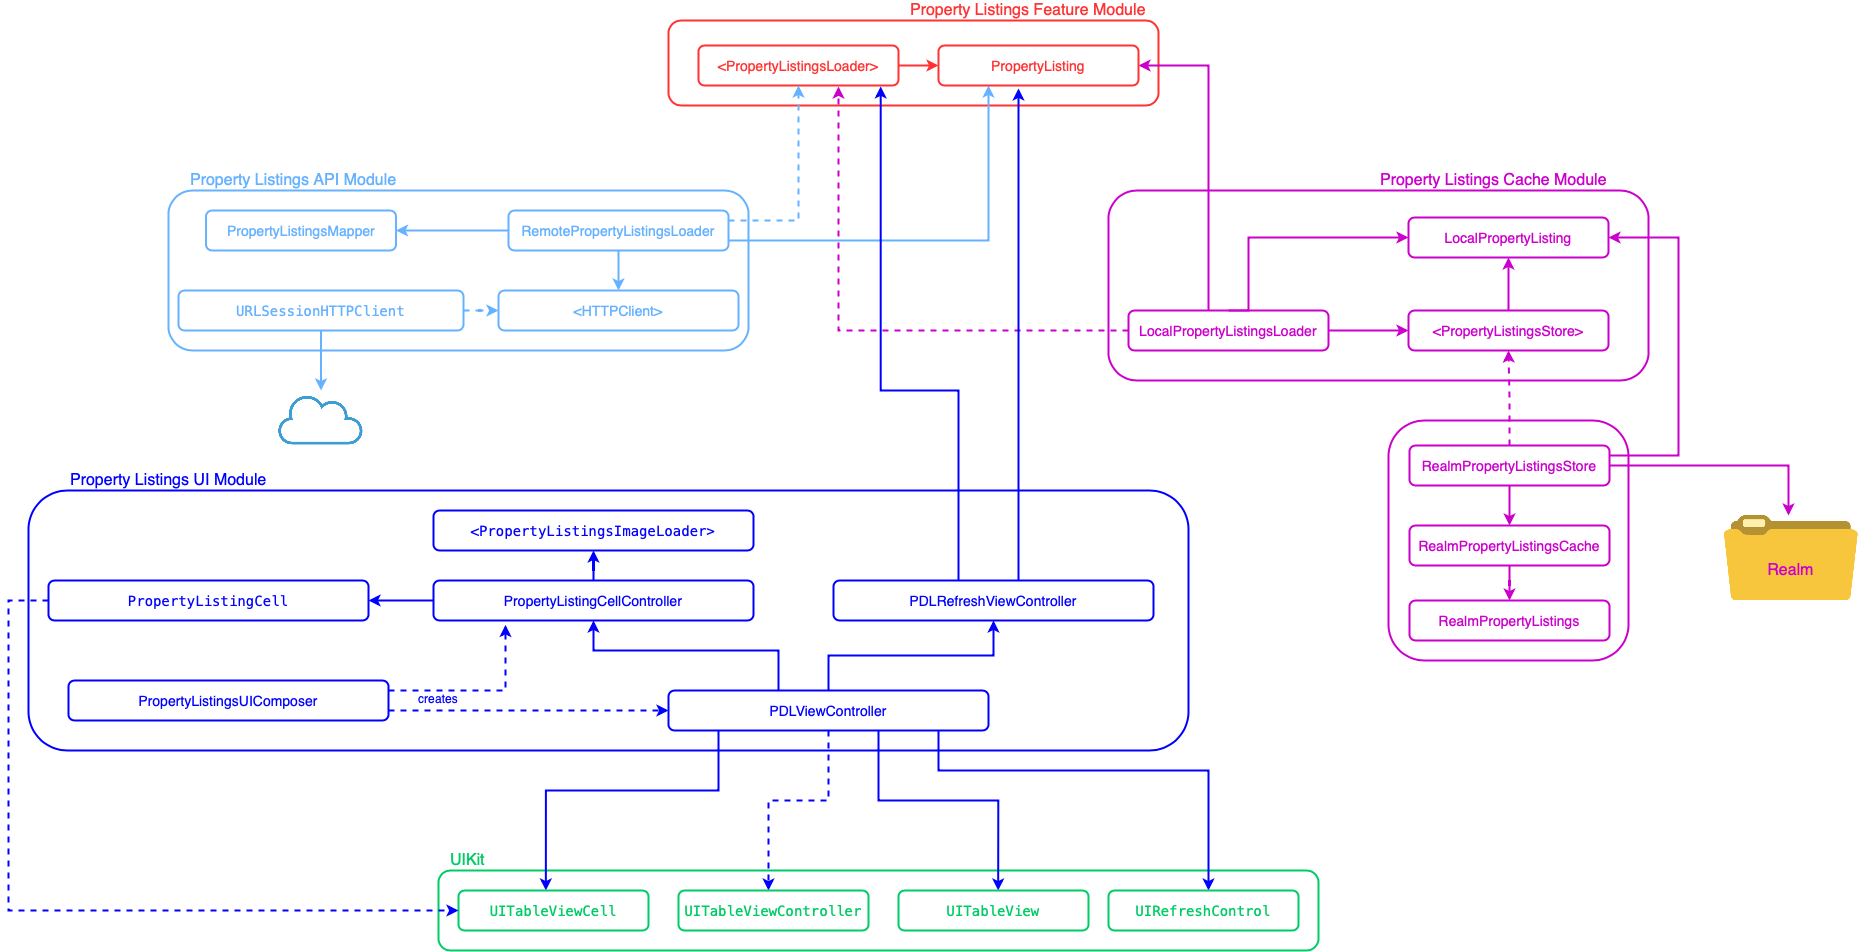 Property Listings Feature Module
<PropertyListingsLoader>
PropertyListing
Property Listings API Module
PropertyListingsMapper
RemotePropertyListingsLoader
URLSessionHTTPClient
<HTTPClient>
Property Listings Cache Module
LocalPropertyListing
LocalPropertyListingsLoader
<PropertyListingsStore>
RealmPropertyListingsStore
RealmPropertyListingsCache
RealmPropertyListings
Realm
Property Listings UI Module
<PropertyListingsImageLoader>
PropertyListingCell
PropertyListingCellController
PDLRefreshViewController
PropertyListingsUIComposer
creates
PDLViewController
UIKit
UITableViewCell
UITableViewController
UITableView
UIRefreshControl